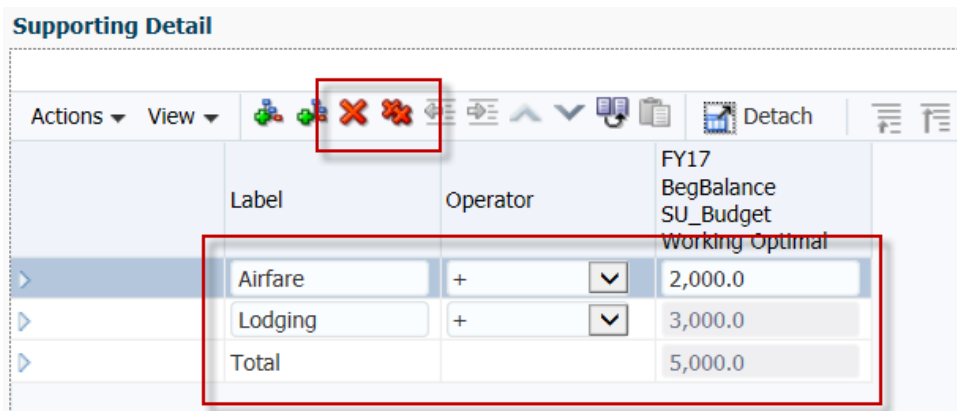 Supporting Detail
Actions View Detach
FY17
BegBalance
Label Operator SU_Budget
Working Optimal
Airfare + 2,000.0
Lodging + 3,000.0
Total 5,000.0